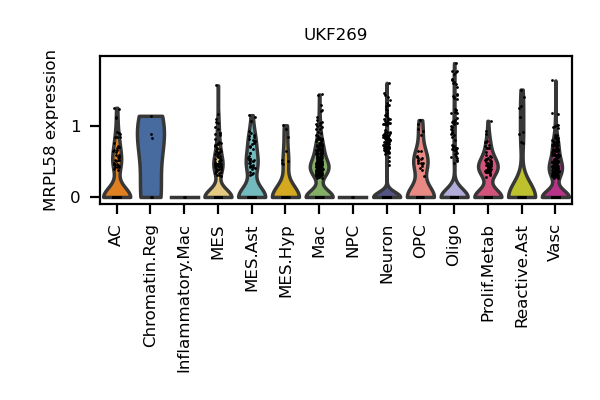 UKF269
MRPL58 expression
1
0
AC
Chromatin.Reg
Inflammatory.Mac
MES
MES.Ast
MES.Hyp
Mac
NPC
Neuron
OPC
Oligo
Prolif.Metab
Reactive.Ast
Vasc